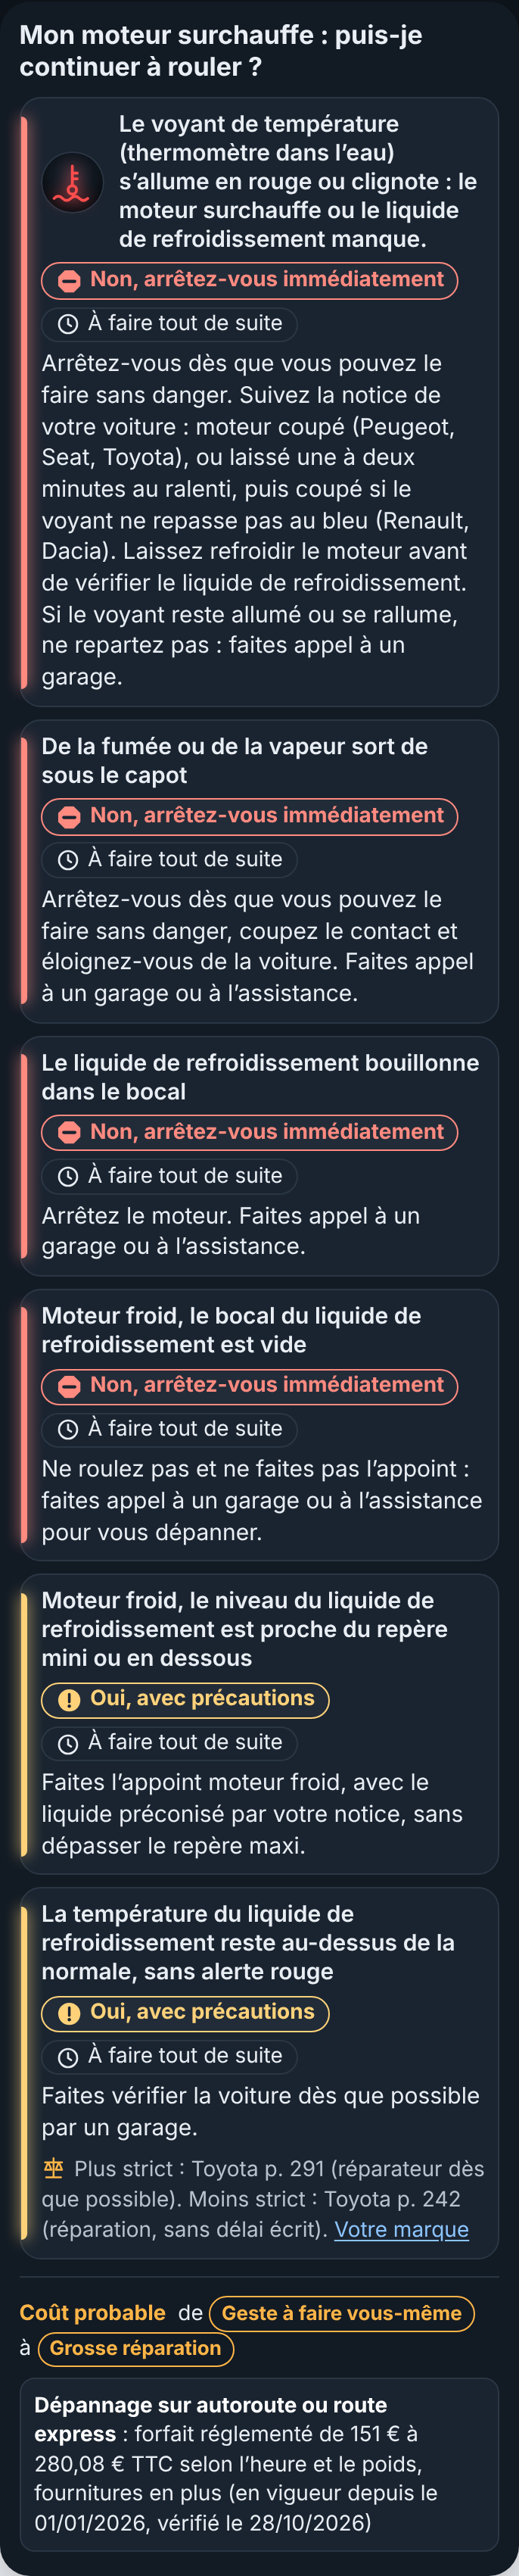 Mon moteur surchauffe : puis-je
continuer à rouler ?
Le voyant de température
(thermomètre dans l’eau)
s’allume en rouge ou clignote : le
moteur surchauffe ou le liquide
de refroidissement manque.
Non, arrêtez-vous immédiatement
À faire tout de suite
Arrêtez-vous dès que vous pouvez le
faire sans danger. Suivez la notice de
votre voiture : moteur coupé (Peugeot,
Seat, Toyota), ou laissé une à deux
minutes au ralenti, puis coupé si le
voyant ne repasse pas au bleu (Renault,
Dacia). Laissez refroidir le moteur avant
de vérifier le liquide de refroidissement.
Si le voyant reste allumé ou se rallume,
ne repartez pas : faites appel à un
garage.
De la fumée ou de la vapeur sort de
sous le capot
Non, arrêtez-vous immédiatement
À faire tout de suite
Arrêtez-vous dès que vous pouvez le
faire sans danger, coupez le contact et
éloignez-vous de la voiture. Faites appel
à un garage ou à l’assistance.
Le liquide de refroidissement bouillonne
dans le bocal
Non, arrêtez-vous immédiatement
À faire tout de suite
Arrêtez le moteur. Faites appel à un
garage ou à l’assistance.
Moteur froid, le bocal du liquide de
refroidissement est vide
Non, arrêtez-vous immédiatement
À faire tout de suite
Ne roulez pas et ne faites pas l’appoint :
faites appel à un garage ou à l’assistance
pour vous dépanner.
Moteur froid, le niveau du liquide de
refroidissement est proche du repère
mini ou en dessous
Oui, avec précautions
À faire tout de suite
Faites l’appoint moteur froid, avec le
liquide préconisé par votre notice, sans
dépasser le repère maxi.
La température du liquide de
refroidissement reste au-dessus de la
normale, sans alerte rouge
Oui, avec précautions
À faire tout de suite
Faites vérifier la voiture dès que possible
par un garage.
Plus strict : Toyota p. 291 (réparateur dès
que possible). Moins strict : Toyota p. 242
(réparation, sans délai écrit). Votre marque
Coût probable de Geste à faire vous-même
à Grosse réparation
Dépannage sur autoroute ou route
express : forfait réglementé de 151 € à
280,08 € TTC selon l’heure et le poids,
fournitures en plus (en vigueur depuis le
01/01/2026, vérifié le 28/10/2026)